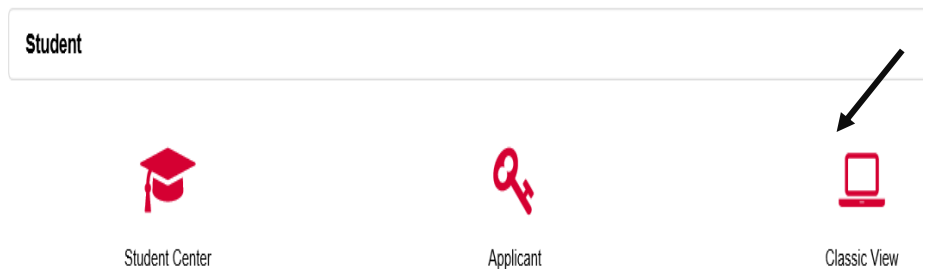 Student
Student Center
Applicant
Classic View